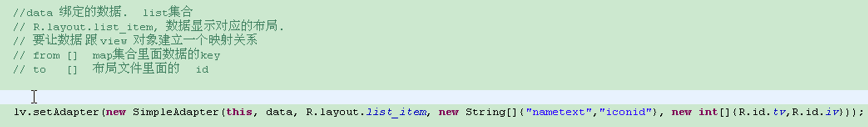 //data 绑定的数据. list集合
// R.layout.list_item, 数据显示对应的布局.
// 要让数据 跟view 对象建立一个映射关系
// from [] map集合里面数据的key
// to [] 布局文件里面的 id
lv.setAdapter(new SimpleAdapter(this, data, R.layout.list_item, new String[]{"nametext","iconid"}, new int[]{R.id.tv,R.id.iv}));